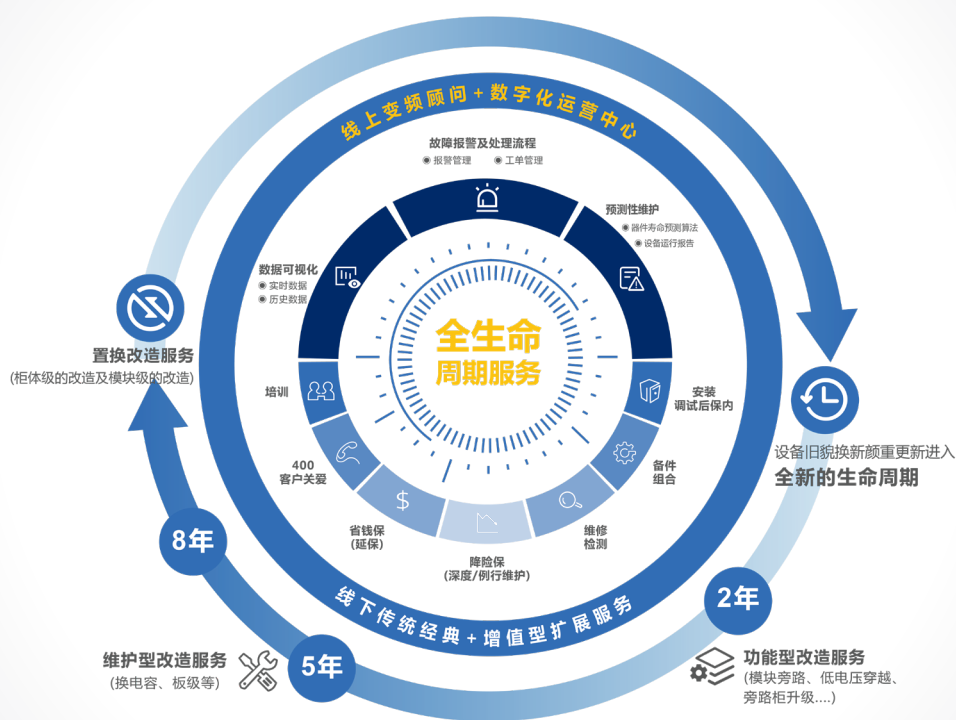 线上变频顾问+数字化运营中心
故障报警及处理流程
◉ 报警管理 ◉ 工单管理
预测性维护
◉ 器件寿命预测算法
◉ 设备运行报告
数据可视化
◉ 实时数据
◉ 历史数据
全生命
周期服务
置换改造服务
(柜体级的改造及模块级的改造)
培训
安装
调试后保内
400
客户关爱
备件
组合
省钱保
(延保)
维修
检测
降险保
(深度/例行维护)
设备旧貌换新颜重更新进入
全新的生命周期
8年
2年
5年
线下传统经典+增值型扩展服务
维护型改造服务
(换电容、板级等)
功能型改造服务
(模块旁路、低电压穿越、
旁路柜升级....)